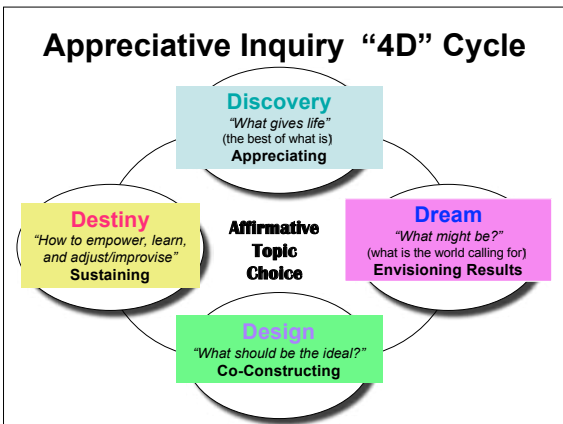 Appreciative Inquiry “4D” Cycle
Discovery
“What gives life”
(the best of what is)
Appreciating
Destiny
“How to empower, learn,
and adjust/improvise”
Sustaining
Affirmative
Topic
Choice
Dream
“What might be?”
(what is the world calling for)
Envisioning Results
Design
“What should be the ideal?”
Co-Constructing